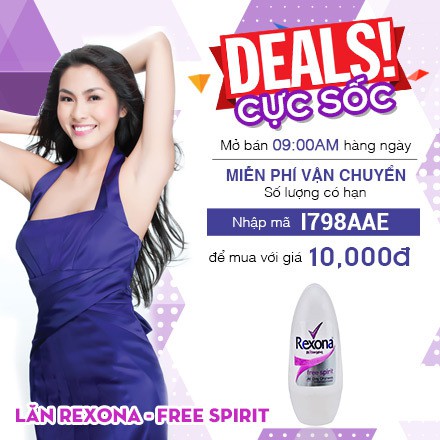 DEALS!
CỰC SỐC
Mở bán 09:00AM hàng ngày
MIỄN PHÍ VẬN CHUYỂN
Số lượng có hạn
Nhập mã I798AAE
để mua với giá 10,000đ
Rexona
free spirit
LĂN REXONA - FREE SPIRIT